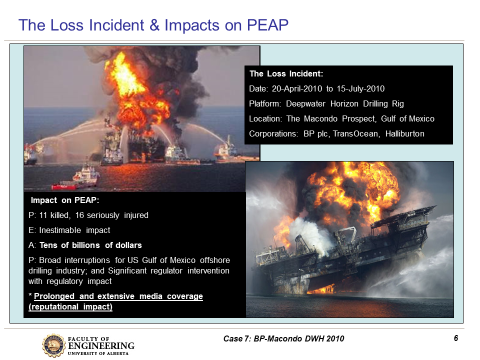 The Loss Incident & Impacts on PEAP
The Loss Incident:
Date: 20-April-2010 to 15-July-2010
Platform: Deepwater Horizon Drilling Rig
Location: The Macondo Prospect, Gulf of Mexico
Corporations: BP plc, TransOcean, Halliburton
Impact on PEAP:
P: 11 killed, 16 seriously injured
E: Inestimable impact
A: Tens of billions of dollars
P: Broad interruptions for US Gulf of Mexico offshore
drilling industry; and Significant regulator intervention
with regulatory impact
* Prolonged and extensive media coverage
(reputational impact)
FACULTY OF
ENGINEERING
UNIVERSITY OF ALBERTA
Case 7: BP-Macondo DWH 2010
6